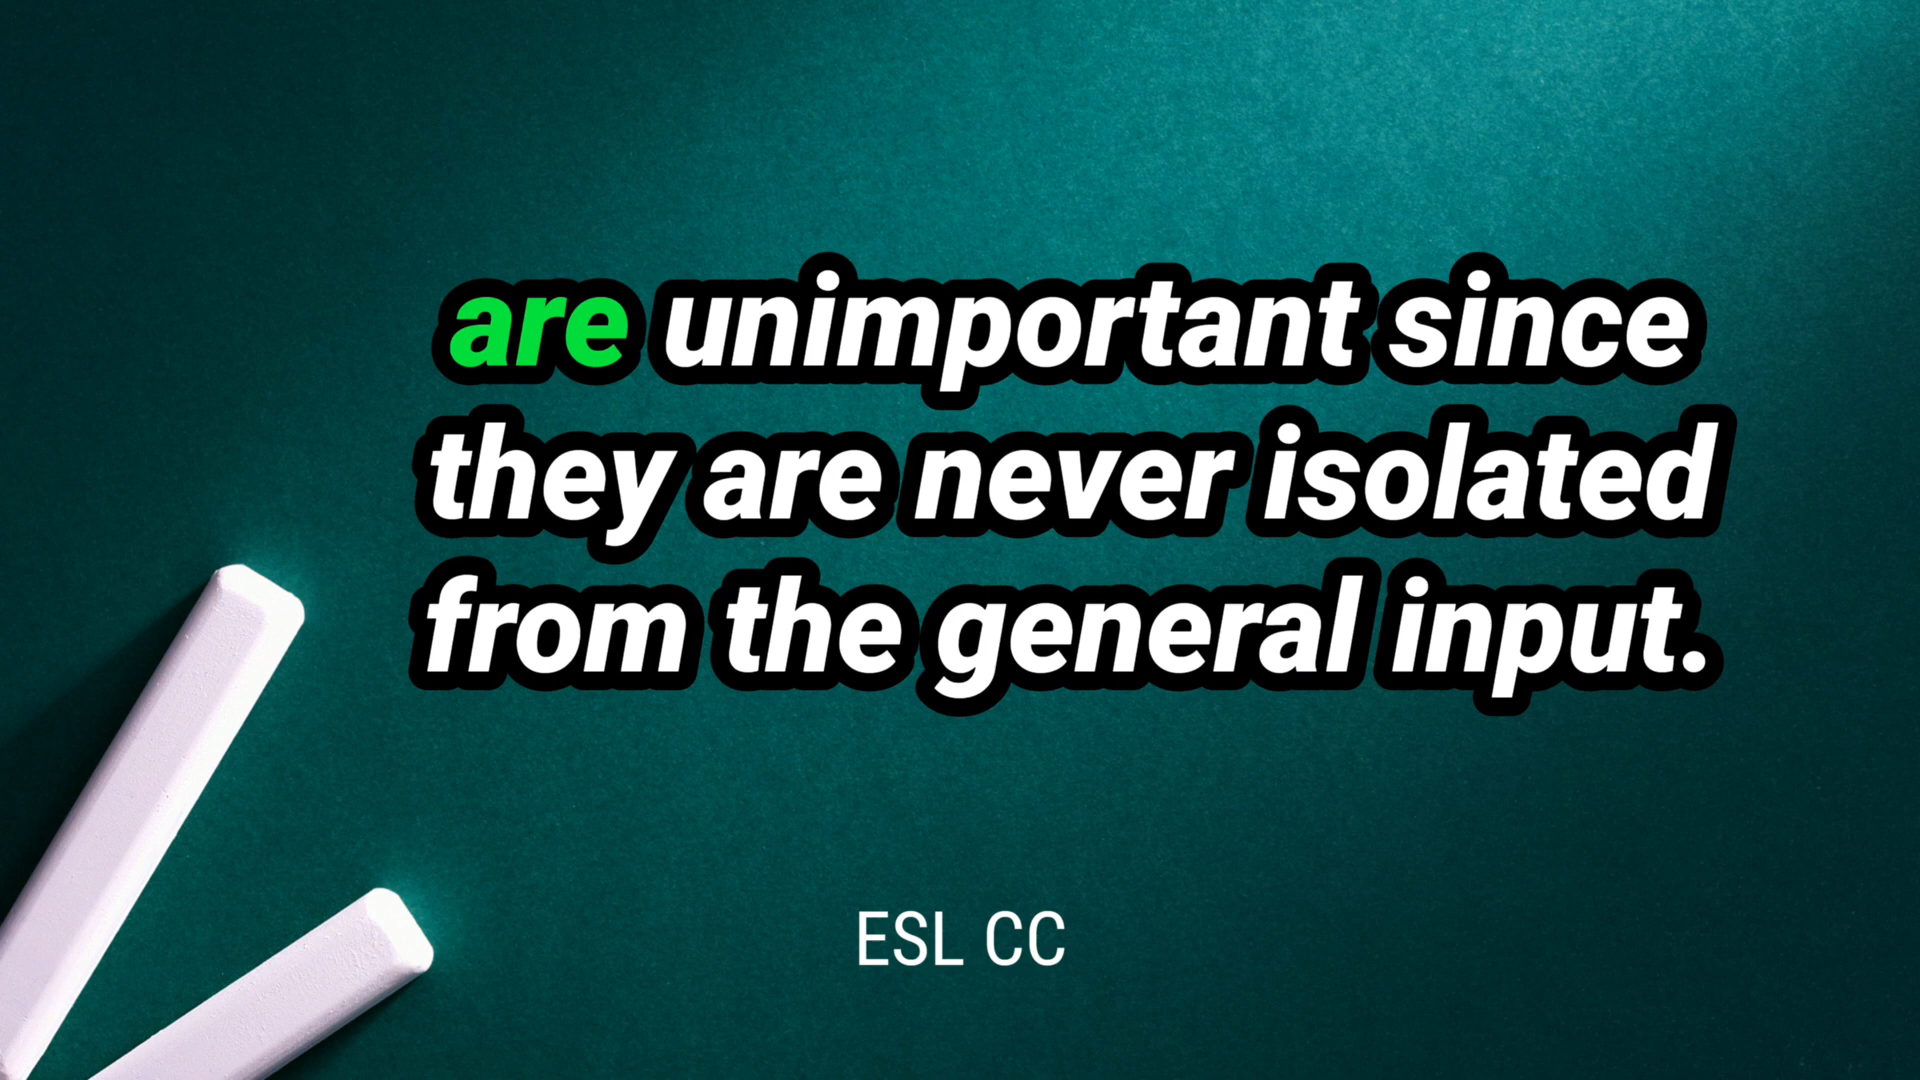 are unimportant since
they are never isolated
from the general input.
ESL CC